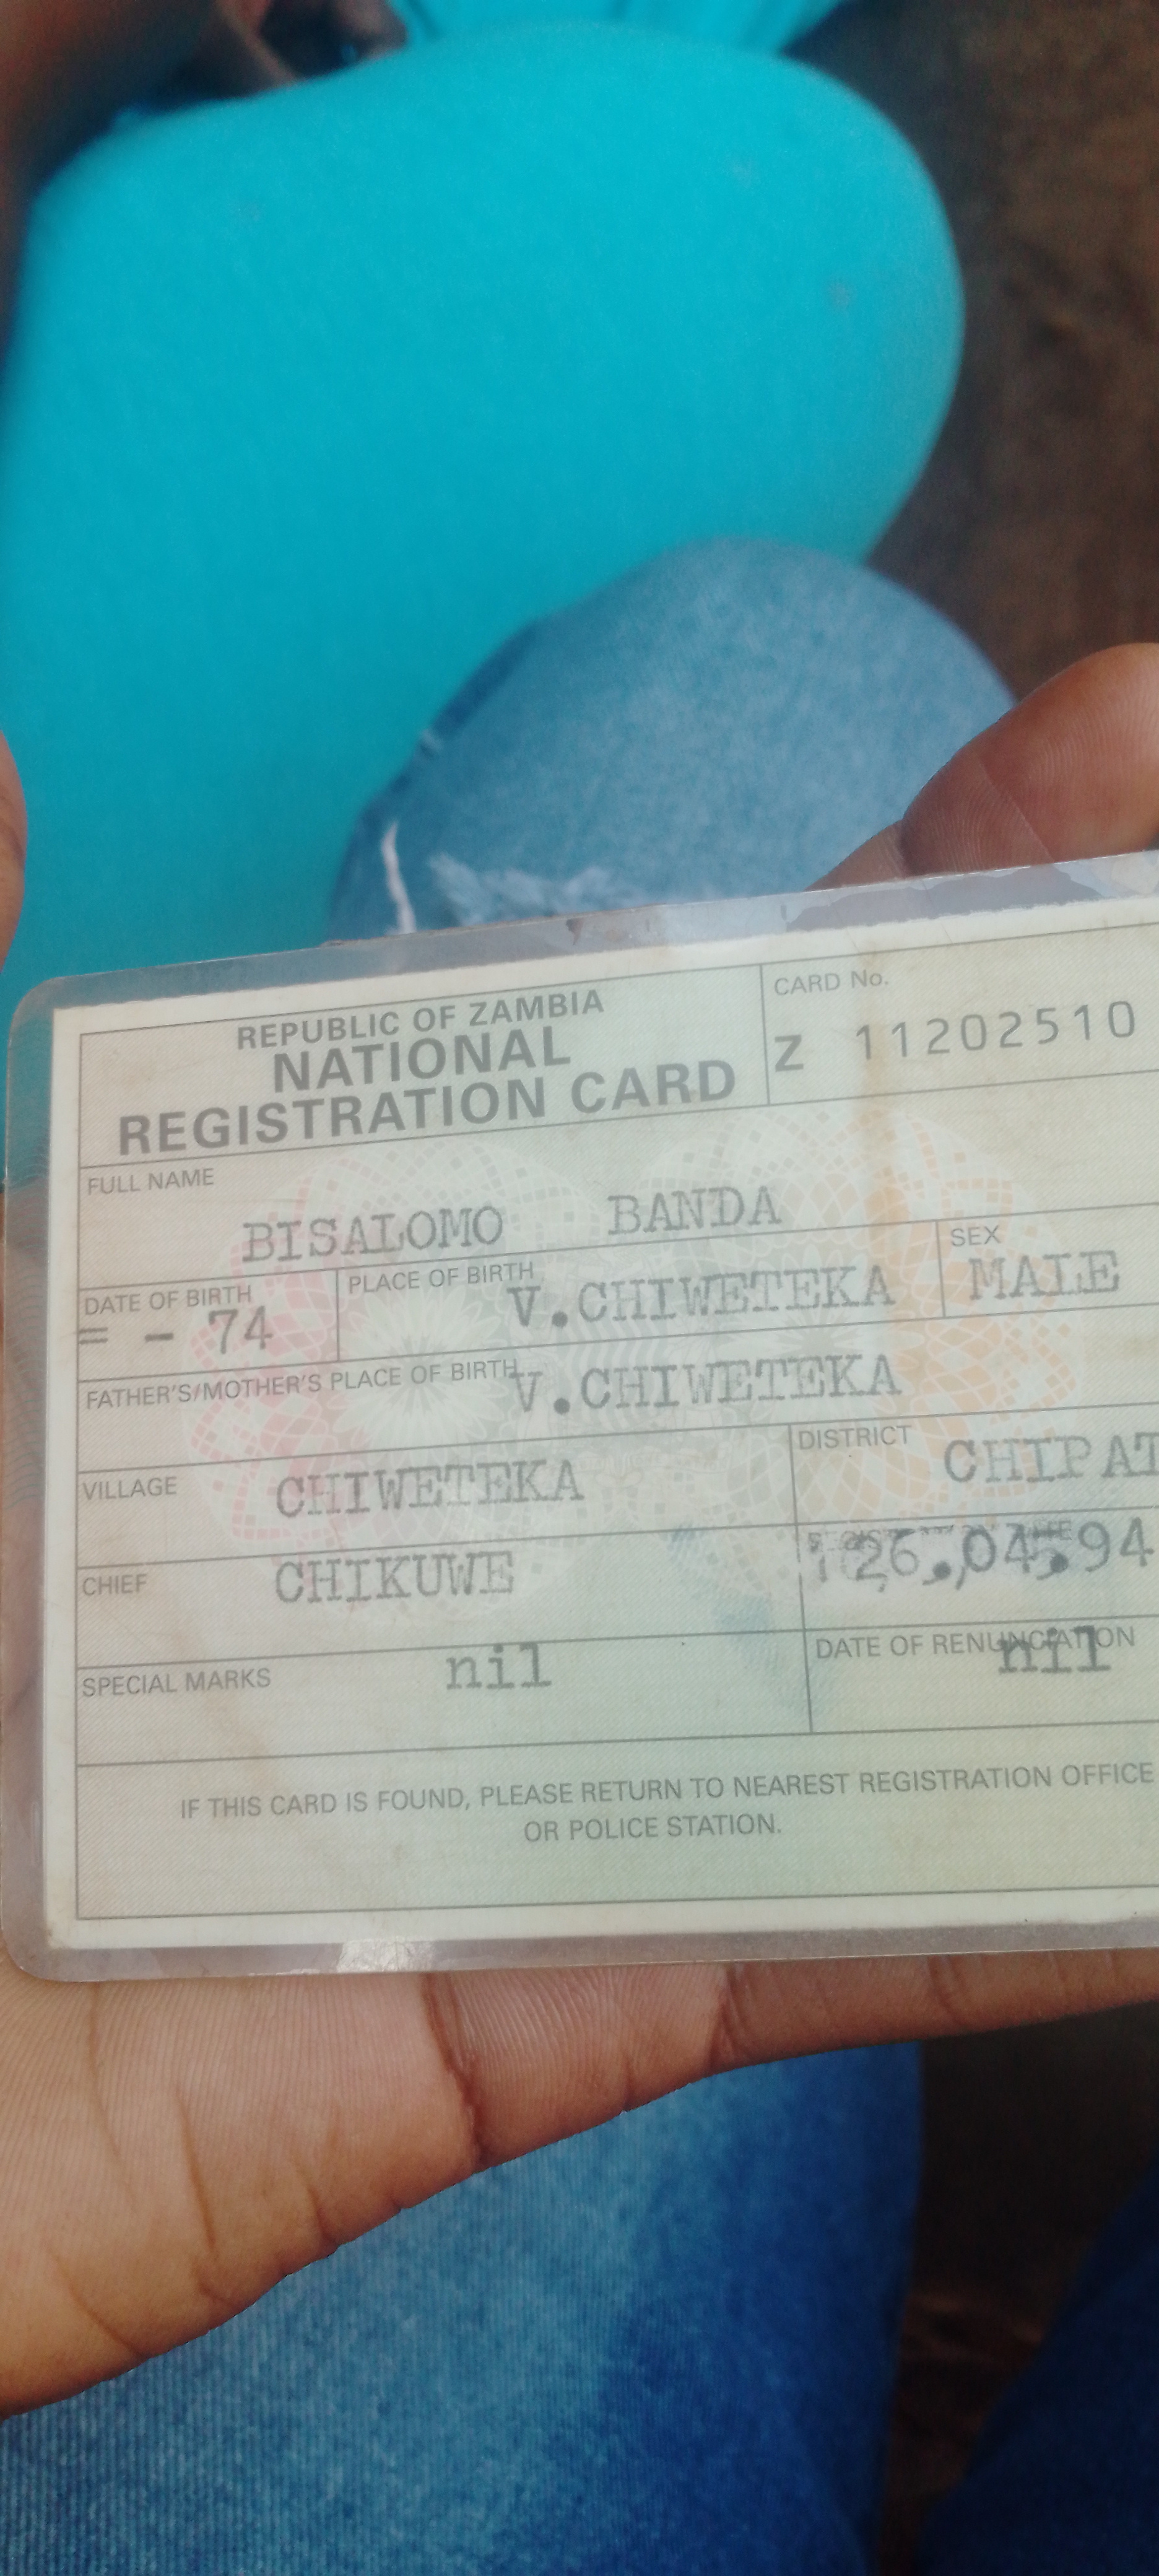 REPUBLIC OF ZAMBIA
NATIONAL
REGISTRATION CARD
CARD No.
Z 11202510
FULL NAME
BISALOMO BANDA
DATE OF BIRTH
= - 74
PLACE OF BIRTH
V.CHIWETEKA
SEX
MALE
FATHER'S/MOTHER'S PLACE OF BIRTH
V.CHIWETEKA
VILLAGE
CHIWETEKA
DISTRICT
CHIPAT
CHIEF
CHIKUWE
26.04.94
SPECIAL MARKS
nil
DATE OF RENUNCIATION
nil
IF THIS CARD IS FOUND, PLEASE RETURN TO NEAREST REGISTRATION OFFICE
OR POLICE STATION.